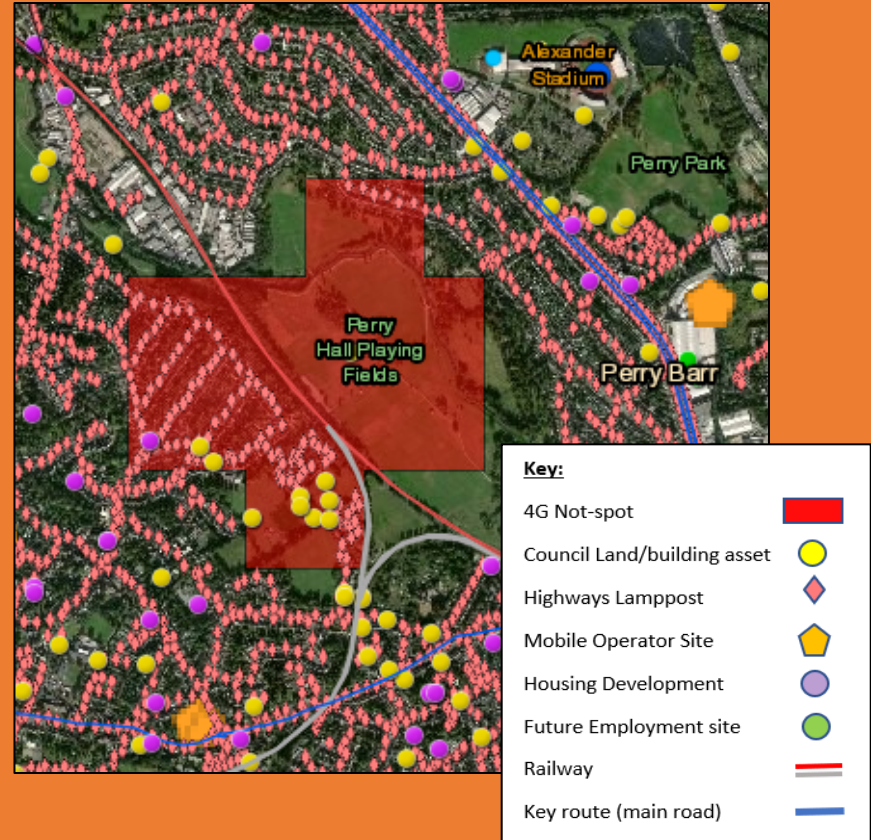 Alexander
Stadium
Perry Park
Perry
Hall Playing
Fields
Perry Barr
Key:
4G Not-spot
Council Land/building asset
Highways Lamppost
Mobile Operator Site
Housing Development
Future Employment site
Railway
Key route (main road)